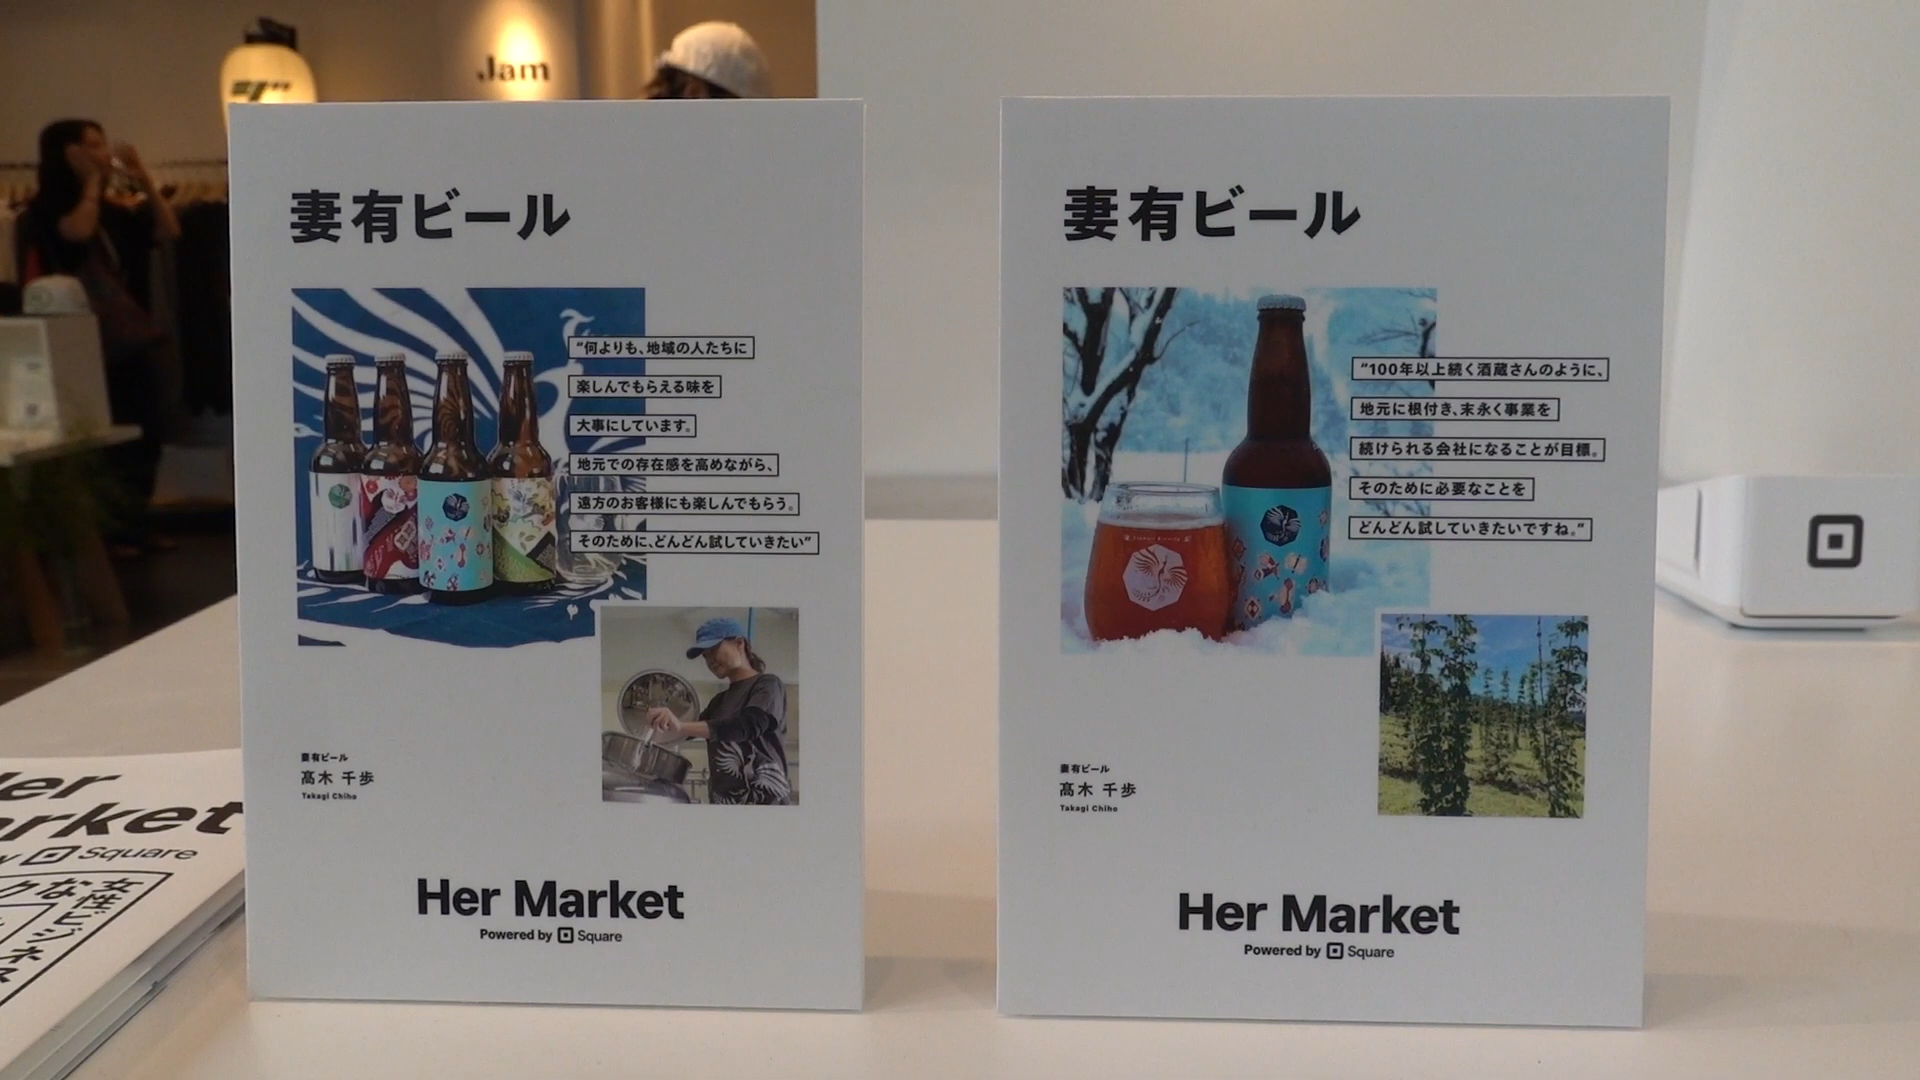 Jam
妻有ビール
“何よりも、地域の人たちに
楽しんでもらえる味を
大事にしています。
地元での存在感を高めながら、
遠方のお客様にも楽しんでもらう。
そのために、どんどん試していきたい”
妻有ビール
髙木 千歩
Takagi Chiho
Her Market
Powered by Square
妻有ビール
“100年以上続く酒蔵さんのように、
地元に根付き、末永く事業を
続けられる会社になることが目標。
そのために必要なことを
どんどん試していきたいですね。”
妻有ビール
髙木 千歩
Takagi Chiho
Her Market
Powered by Square
Square
女性ビジネス
な